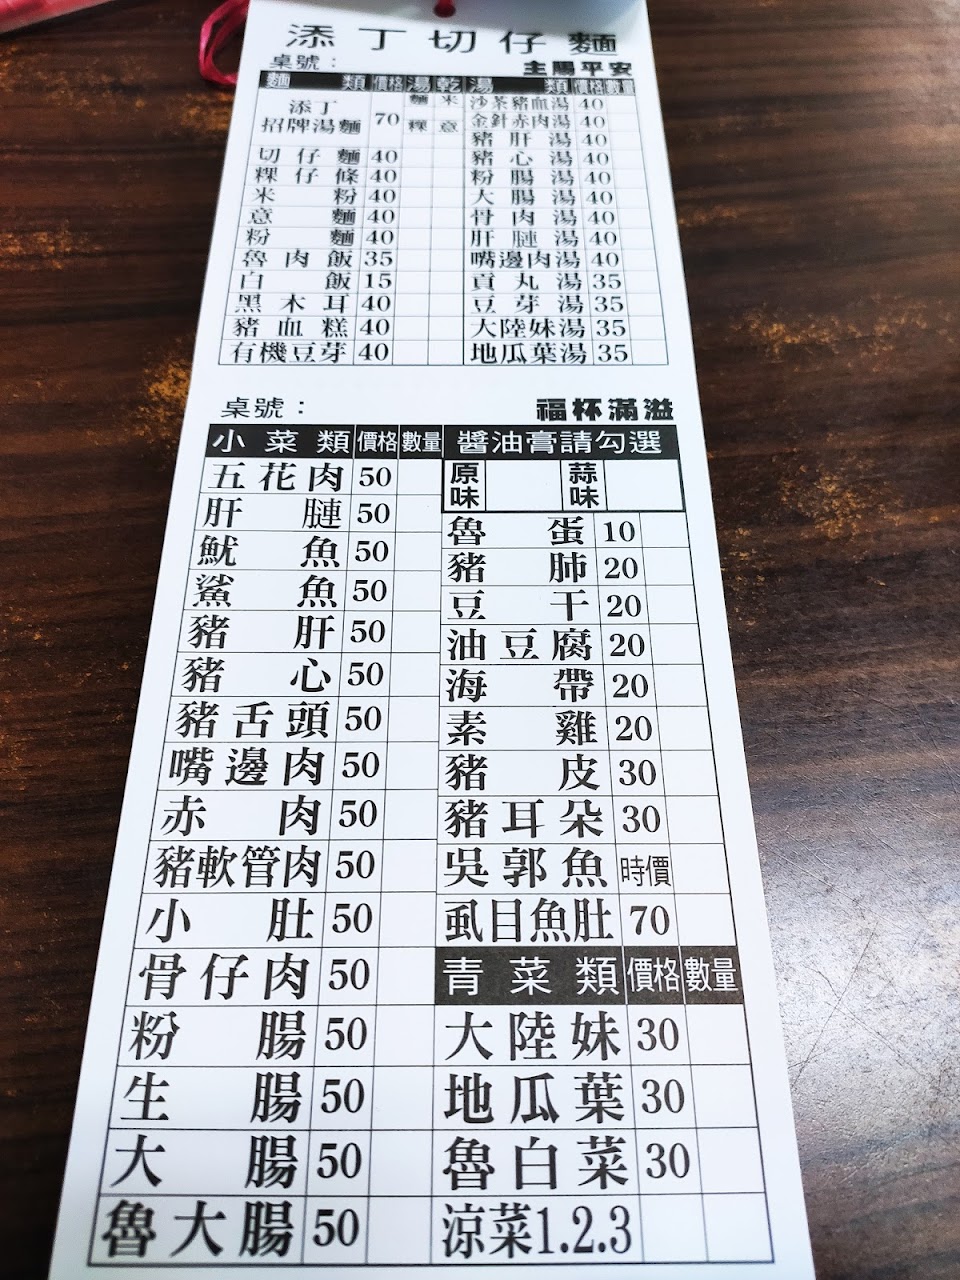 添丁切仔麵
桌號：
主賜平安
麵類 價格 湯 乾 湯類 價格 數量
添丁
招牌湯麵 70
麵 米
粿 意
沙茶豬血湯 40
金針赤肉湯 40
豬肝湯 40
切仔麵 40 豬心湯 40
粿仔條 40 粉腸湯 40
米粉 40 大腸湯 40
意麵 40 骨肉湯 40
粉麵 40 肝腱湯 40
魯肉飯 35 嘴邊肉湯 40
白飯 15 貢丸湯 35
黑木耳 40 豆芽湯 35
豬血糕 40 大陸妹湯 35
有機豆芽 40 地瓜葉湯 35
桌號：
福杯滿溢
小菜類 價格 數量
五花肉 50
肝腱 50
魷魚 50
鯊魚 50
豬肝 50
豬心 50
豬舌頭 50
嘴邊肉 50
赤肉 50
豬軟管肉 50
小肚 50
骨仔肉 50
粉腸 50
生腸 50
大腸 50
魯大腸 50
醬油膏請勾選
原味 蒜味
魯蛋 10
豬肺 20
豆干 20
油豆腐 20
海帶 20
素雞 20
豬皮 30
豬耳朵 30
吳郭魚 時價
虱目魚肚 70
青菜類 價格 數量
大陸妹 30
地瓜葉 30
魯白菜 30
涼菜1.2.3